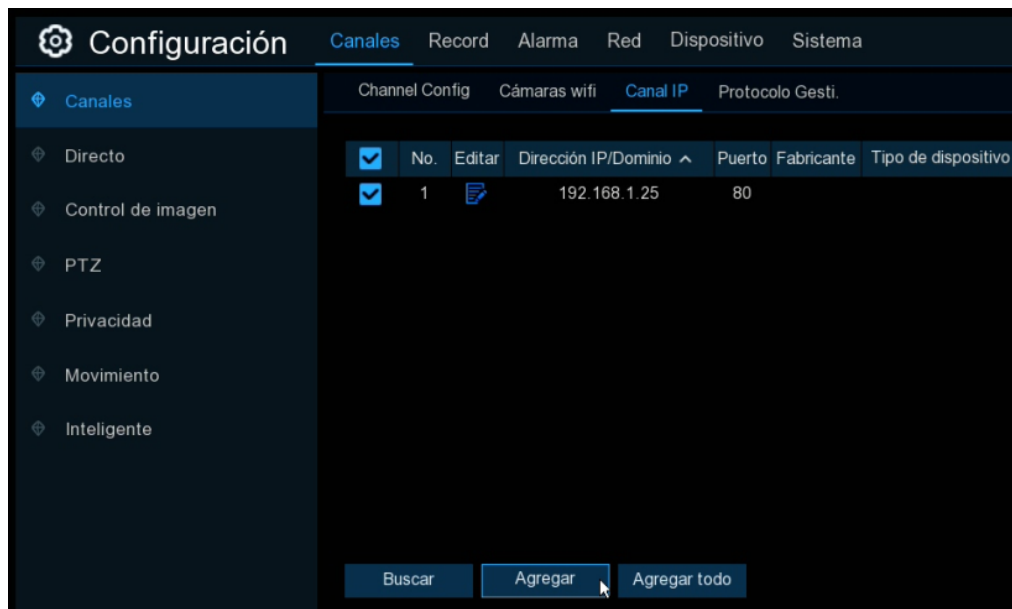 Configuración Canales Record Alarma Red Dispositivo Sistema
Canales
Directo
Control de imagen
PTZ
Privacidad
Movimiento
Inteligente
Channel Config Cámaras wifi Canal IP Protocolo Gesti.
No. Editar Dirección IP/Dominio Puerto Fabricante Tipo de dispositivo
1 192.168.1.25 80
Buscar Agregar Agregar todo